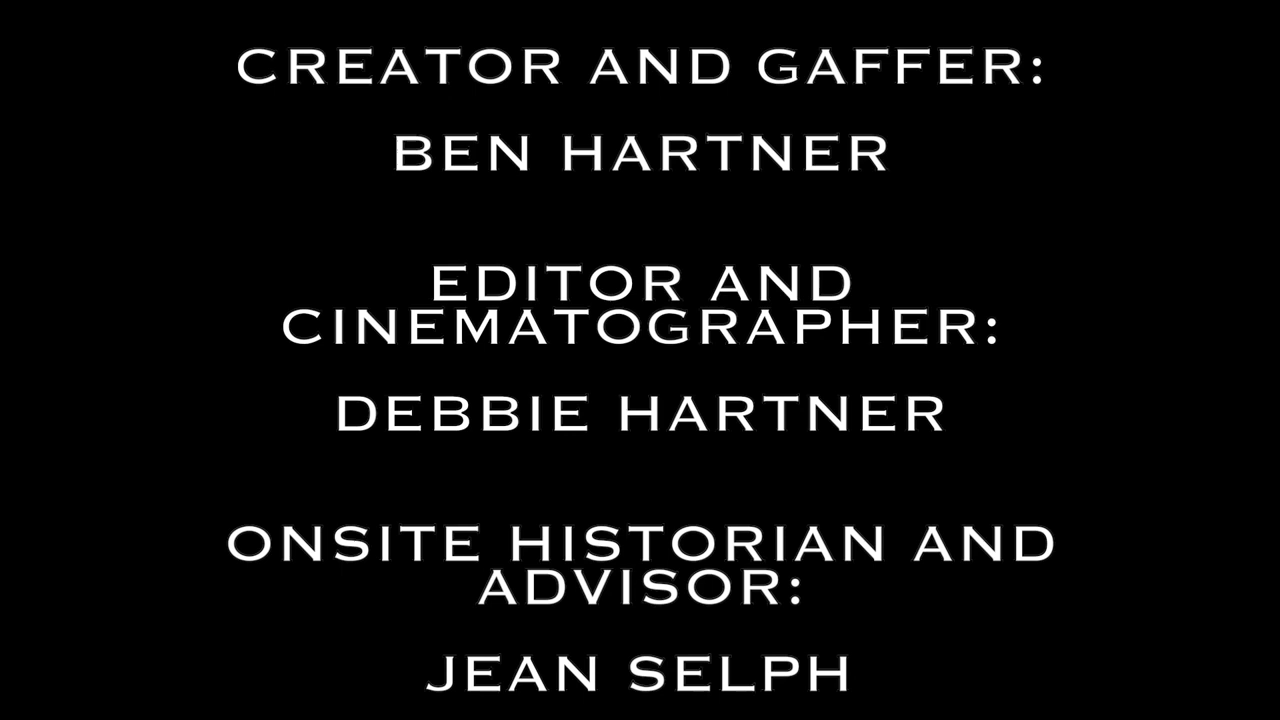 CREATOR AND GAFFER:
BEN HARTNER
EDITOR AND
CINEMATOGRAPHER:
DEBBIE HARTNER
ONSITE HISTORIAN AND
ADVISOR:
JEAN SELPH